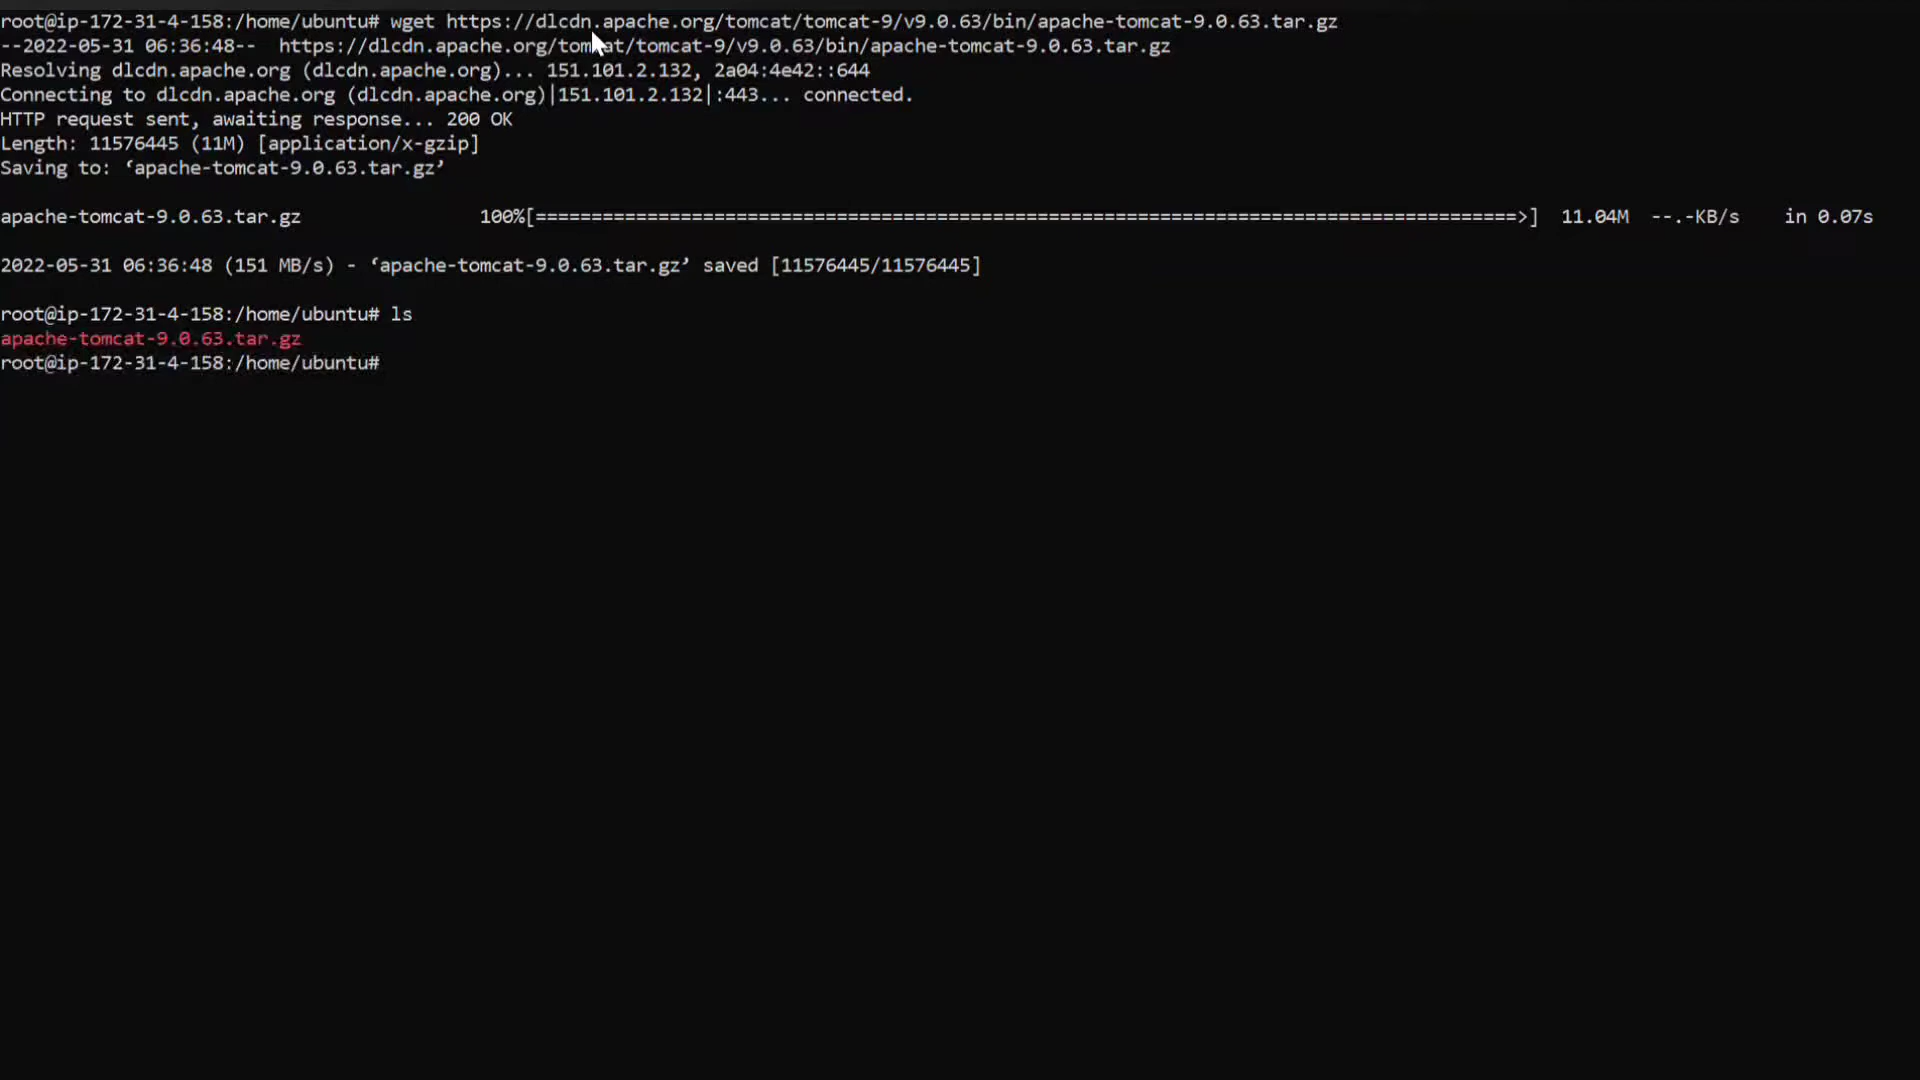 root@ip-172-31-4-158:/home/ubuntu# wget https://dlcdn.apache.org/tomcat/tomcat-9/v9.0.63/bin/apache-tomcat-9.0.63.tar.gz
--2022-05-31 06:36:48--  https://dlcdn.apache.org/tomcat/tomcat-9/v9.0.63/bin/apache-tomcat-9.0.63.tar.gz
Resolving dlcdn.apache.org (dlcdn.apache.org)... 151.101.2.132, 2a04:4e42::644
Connecting to dlcdn.apache.org (dlcdn.apache.org)|151.101.2.132|:443... connected.
HTTP request sent, awaiting response... 200 OK
Length: 11576445 (11M) [application/x-gzip]
Saving to: ‘apache-tomcat-9.0.63.tar.gz’
apache-tomcat-9.0.63.tar.gz 100%[========================================================================================>] 11.04M --.-KB/s in 0.07s
2022-05-31 06:36:48 (151 MB/s) - ‘apache-tomcat-9.0.63.tar.gz’ saved [11576445/11576445]
root@ip-172-31-4-158:/home/ubuntu# ls
apache-tomcat-9.0.63.tar.gz
root@ip-172-31-4-158:/home/ubuntu#